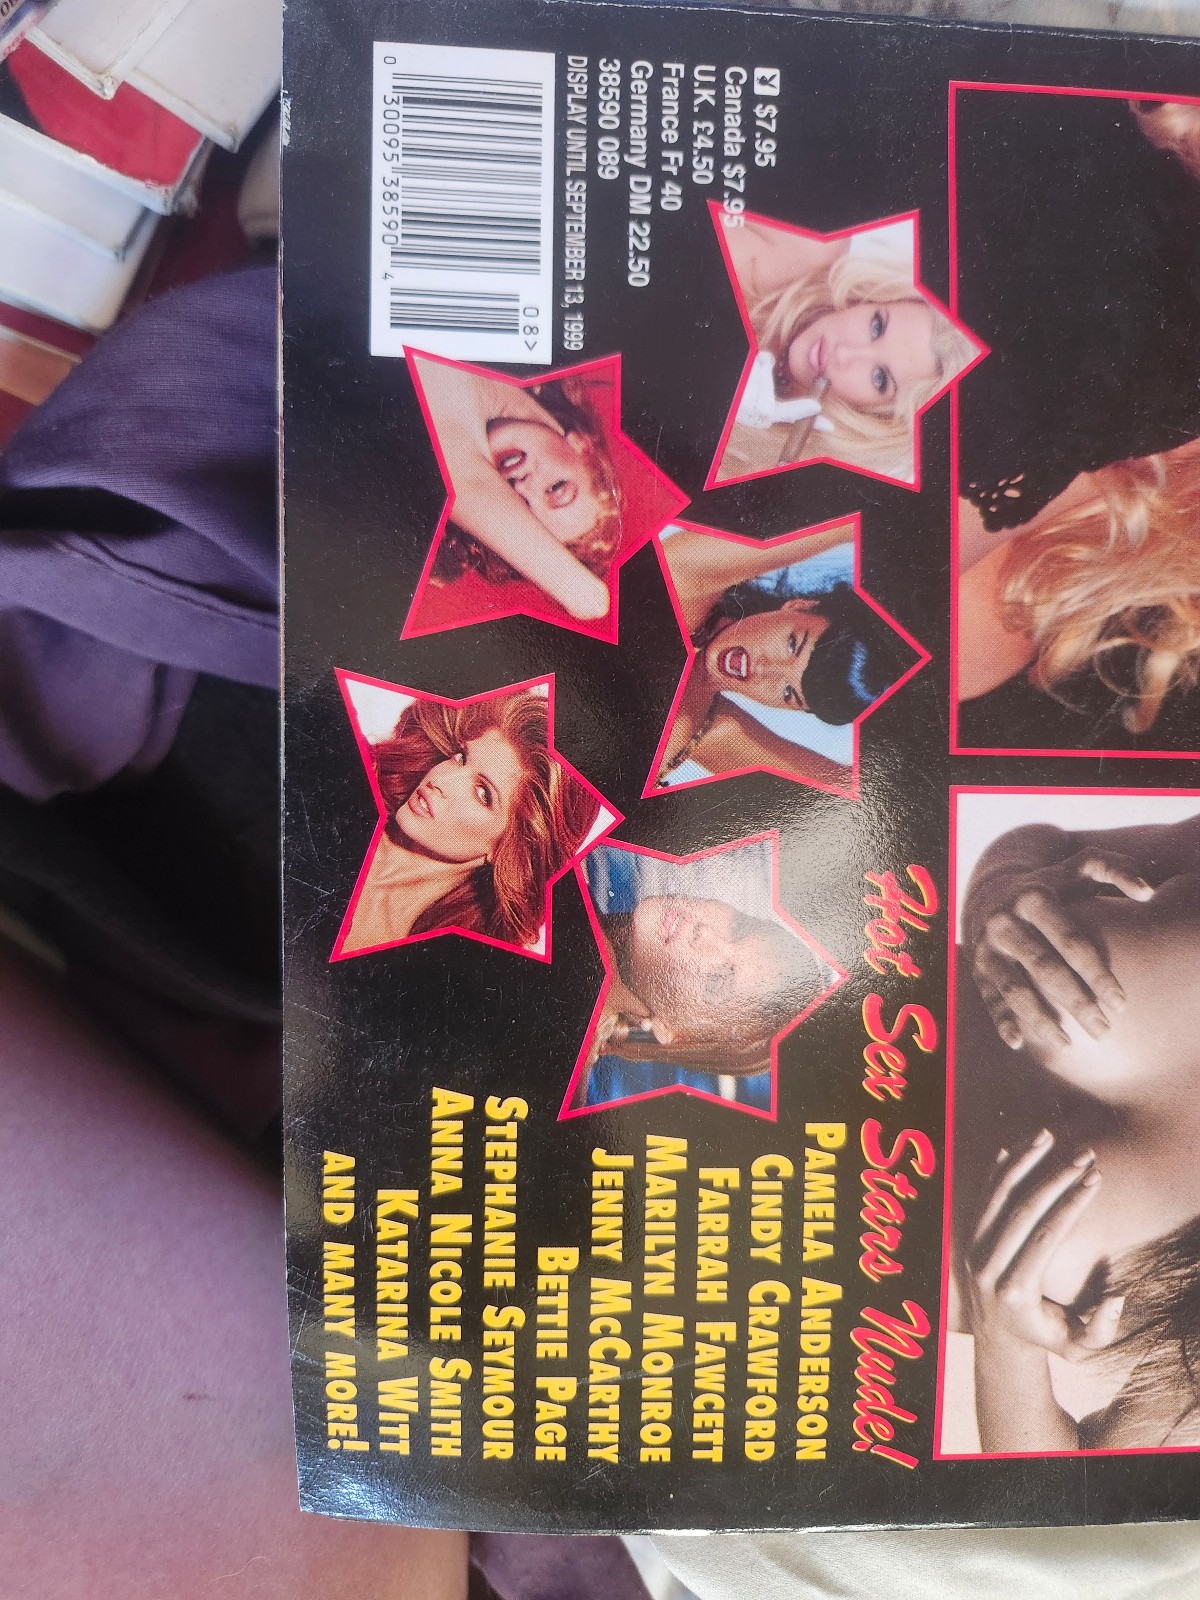 $7.95
Canada $7.95
U.K. £4.50
France Fr 40
Germany DM 22.50
38590 089
DISPLAY UNTIL SEPTEMBER 13, 1999
0 30095 38590 4
08>
Hot Sex Stars Nude!
PAMELA ANDERSON
CINDY CRAWFORD
FARRAH FAWCETT
MARILYN MONROE
JENNY MCCARTHY
BETTIE PAGE
STEPHANIE SEYMOUR
ANNA NICOLE SMITH
KATARINA WITT
AND MANY MORE!